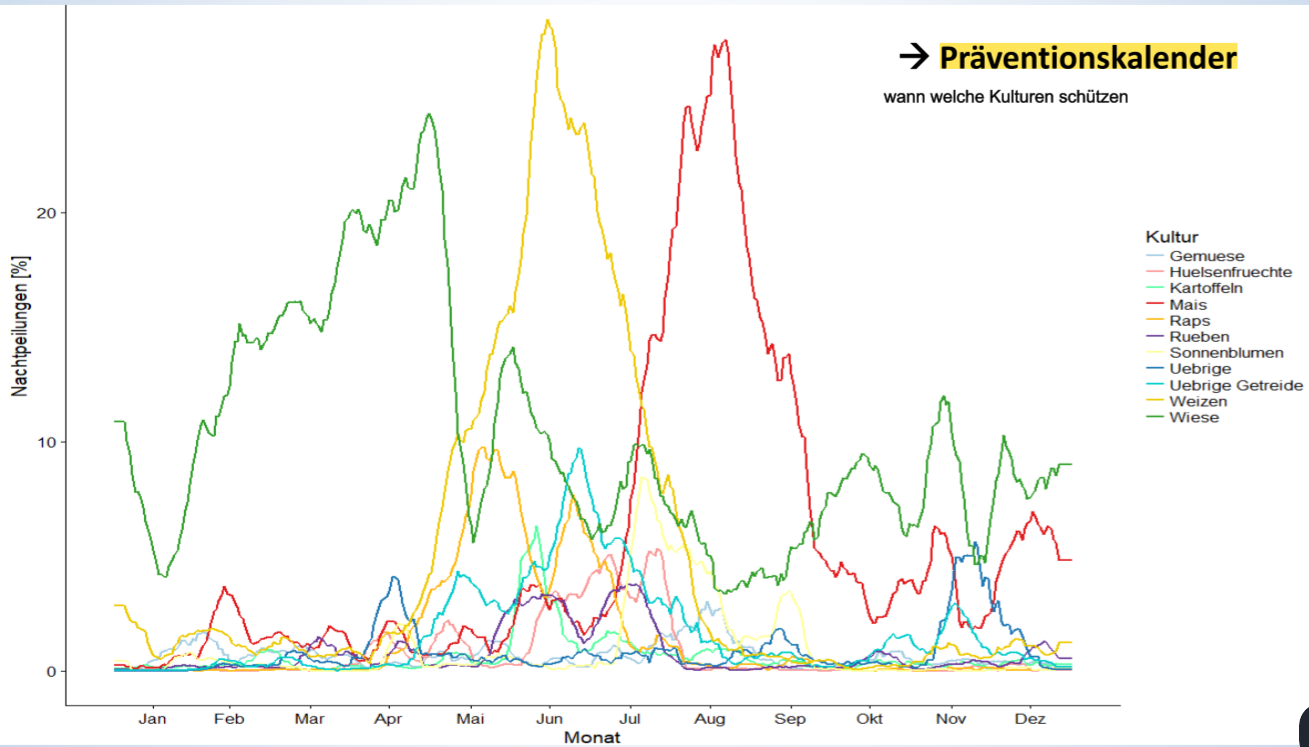 → Präventionskalender
wann welche Kulturen schützen
Nachtpeilungen [%]
20
10
0
Jan Feb Mar Apr Mai Jun Jul Aug Sep Okt Nov Dez
Monat
Kultur
Gemuese
Huelsenfruechte
Kartoffeln
Mais
Raps
Rueben
Sonnenblumen
Uebrige
Uebrige Getreide
Weizen
Wiese